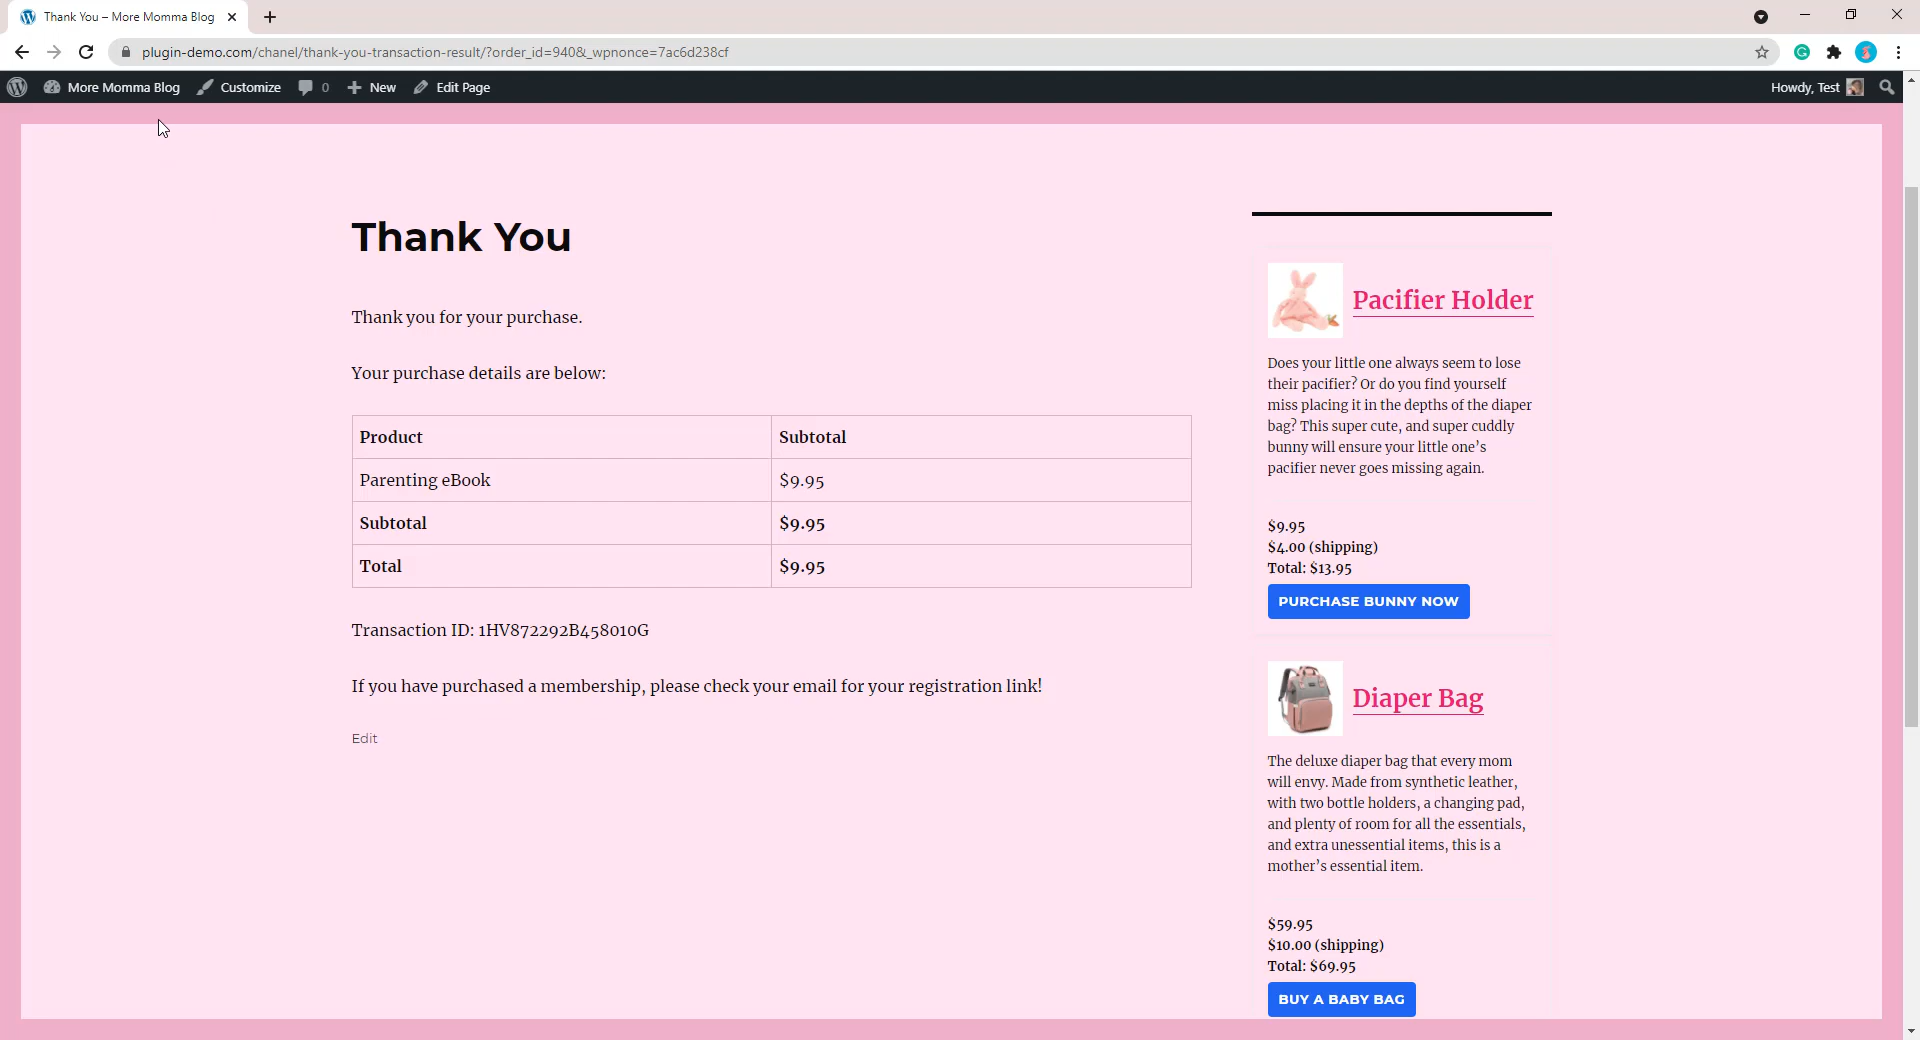 Thank You – More Momma Blog
plugin-demo.com/chanel/thank-you-transaction-result/?order_id=940&_wpnonce=7ac6d238cf
More Momma Blog Customize 0 New Edit Page Howdy, Test
Thank You
Thank you for your purchase.
Your purchase details are below:
Product Subtotal
Parenting eBook $9.95
Subtotal $9.95
Total $9.95
Transaction ID: 1HV872292B458010G
If you have purchased a membership, please check your email for your registration link!
Edit
Pacifier Holder
Does your little one always seem to lose
their pacifier? Or do you find yourself
miss placing it in the depths of the diaper
bag? This super cute, and super cuddly
bunny will ensure your little one’s
pacifier never goes missing again.
$9.95
$4.00 (shipping)
Total: $13.95
PURCHASE BUNNY NOW
Diaper Bag
The deluxe diaper bag that every mom
will envy. Made from synthetic leather,
with two bottle holders, a changing pad,
and plenty of room for all the essentials,
and extra unessential items, this is a
mother’s essential item.
$59.95
$10.00 (shipping)
Total: $69.95
BUY A BABY BAG